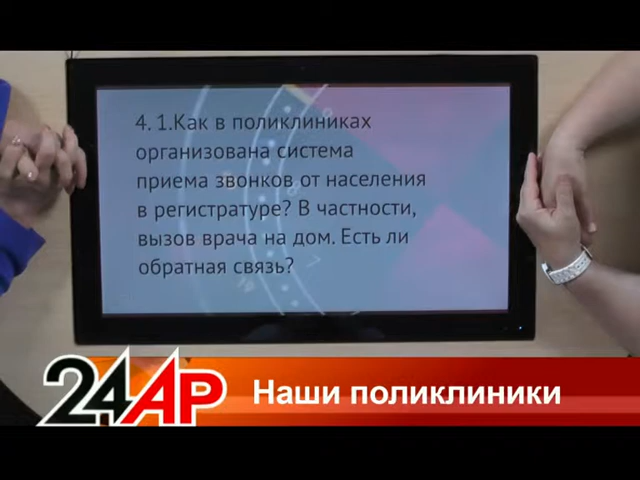 4. 1.Как в поликлиниках
организована система
приема звонков от населения
в регистратуре? В частности,
вызов врача на дом. Есть ли
обратная связь?
24АР
Наши поликлиники